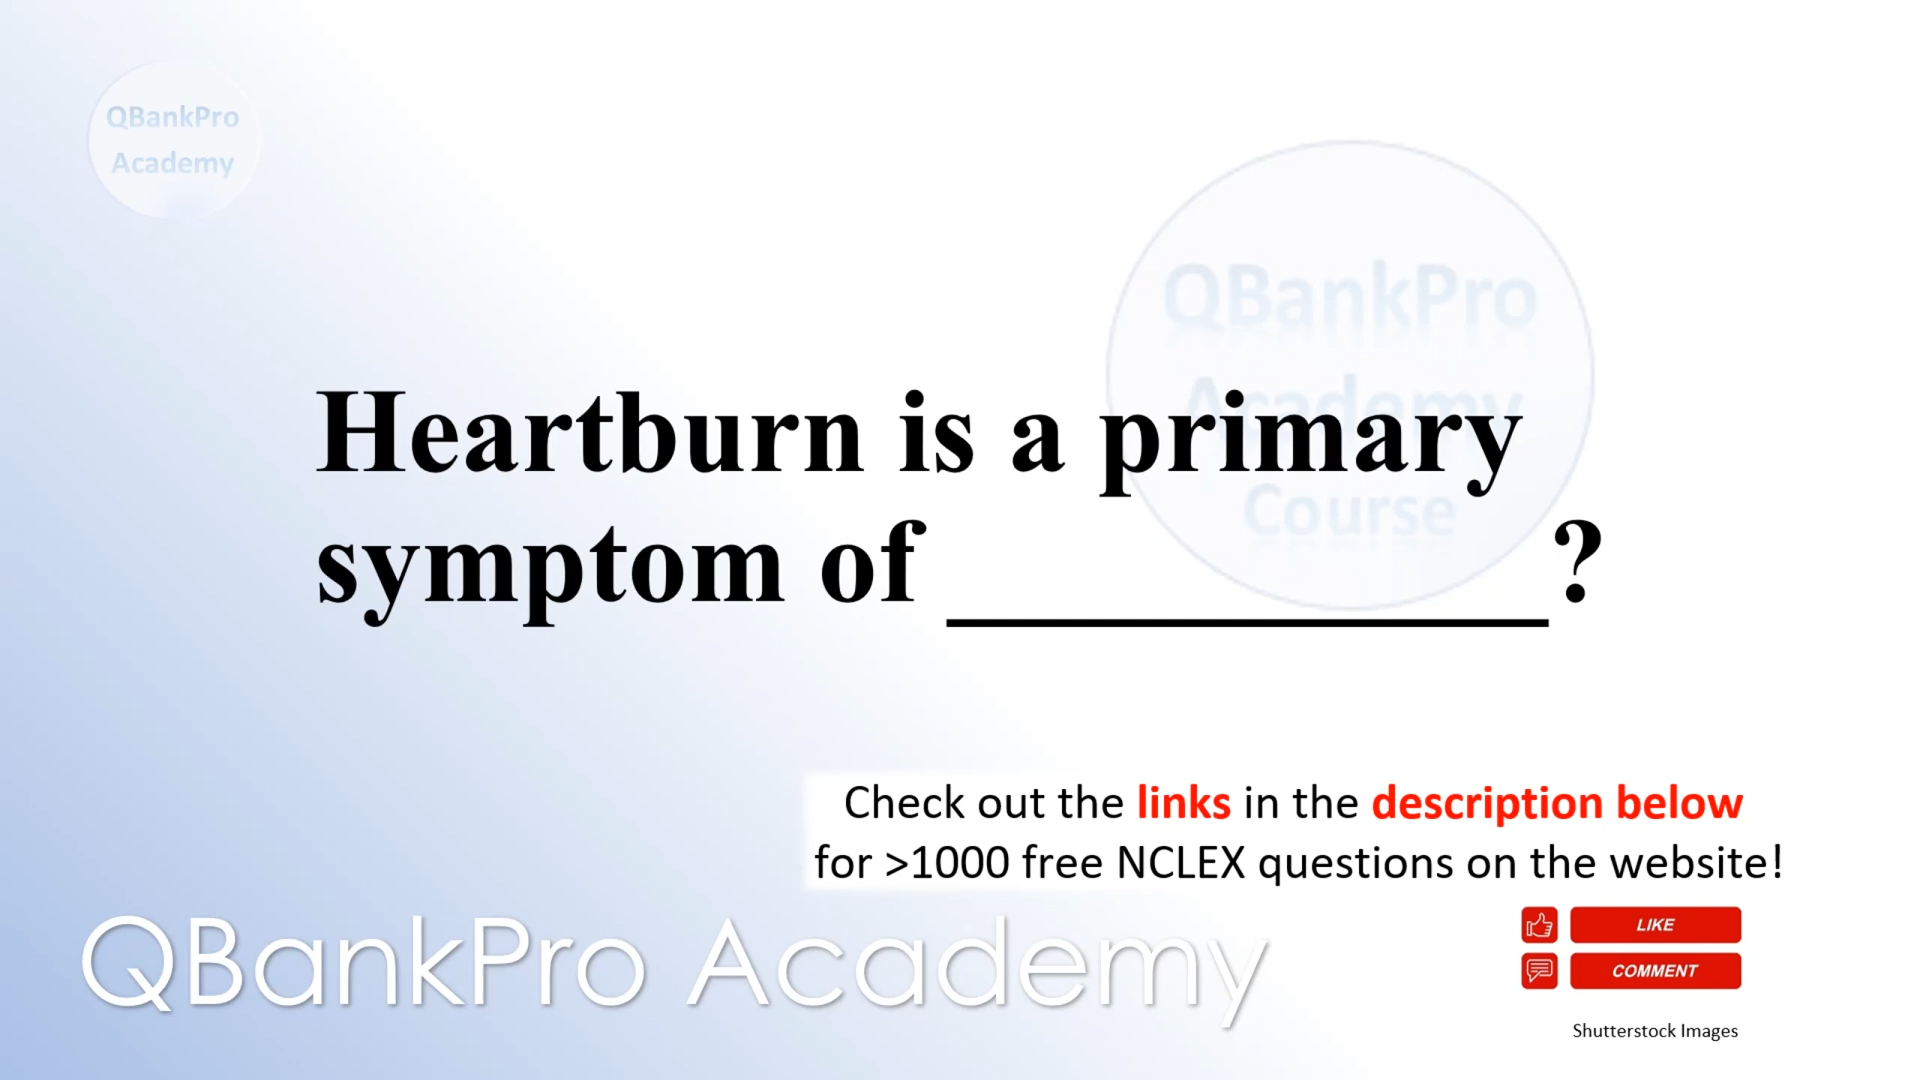 QBankPro
Academy
QBankPro
Academy
Course
Heartburn is a primary
symptom of ____________?
Check out the links in the description below
for >1000 free NCLEX questions on the website!
QBankPro Academy
LIKE
COMMENT
Shutterstock Images